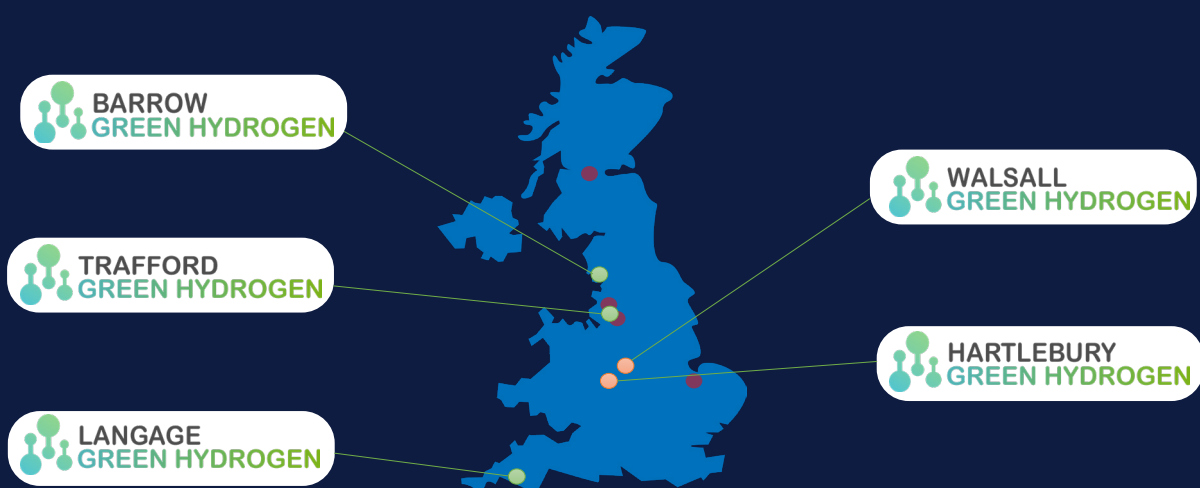 BARROW
GREEN HYDROGEN
TRAFFORD
GREEN HYDROGEN
LANGAGE
GREEN HYDROGEN
WALSALL
GREEN HYDROGEN
HARTLEBURY
GREEN HYDROGEN